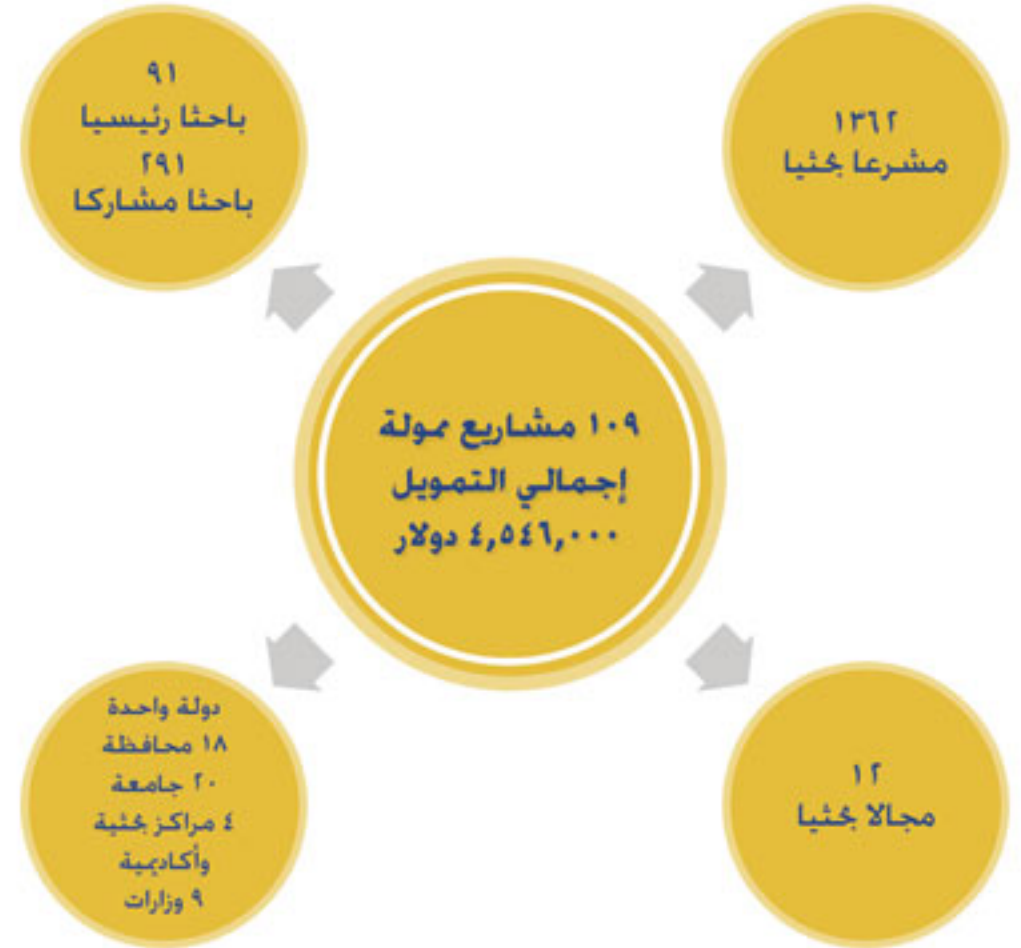 ٩١
باحثا رئيسيا
٢٩١
باحثا مشاركا
١٣٦٢
مشرعا بحثيا
١٠٩ مشاريع ممولة
إجمالي التمويل
٤,٥٤٦,٠٠٠ دولار
دولة واحدة
١٨ محافظة
٢٠ جامعة
٤ مراكز بحثية
وأكاديمية
٩ وزارات
١٢
مجالا بحثيا